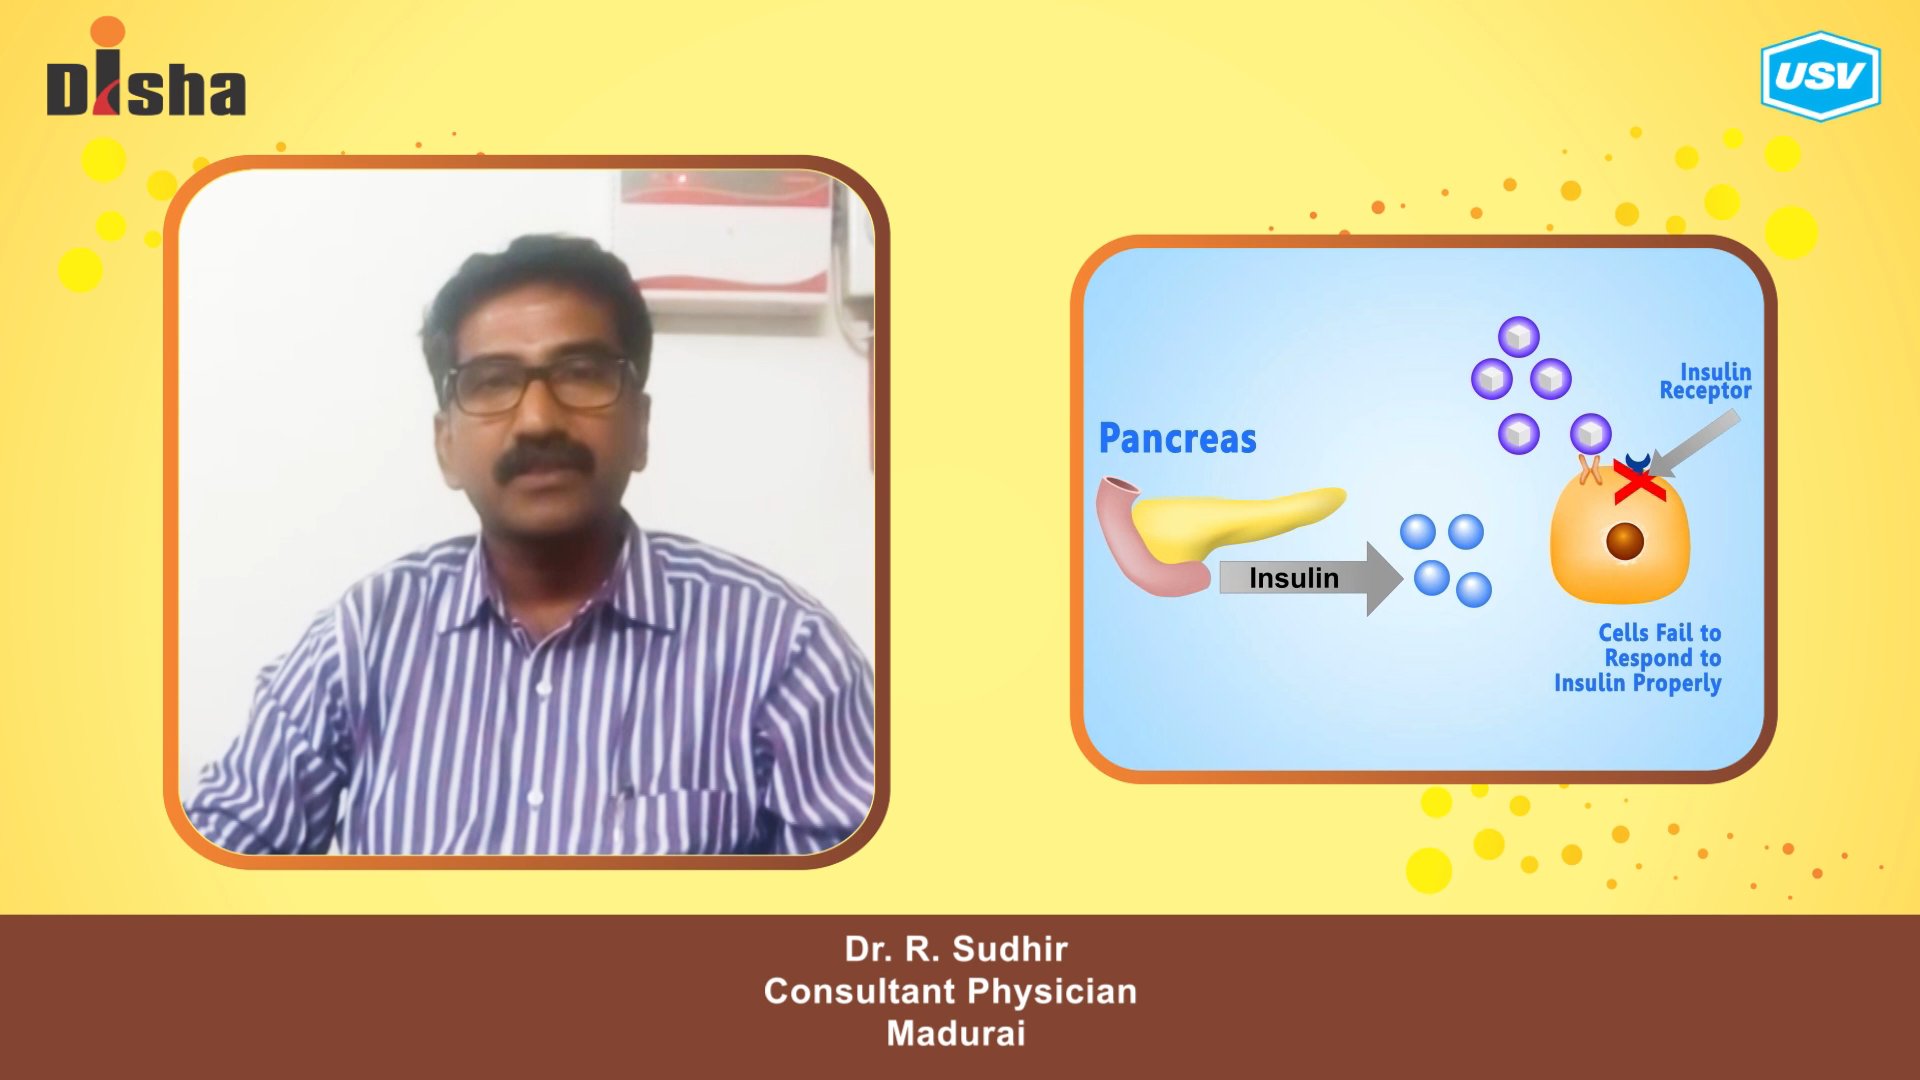 Disha
USV
Pancreas
Insulin
Insulin
Receptor
Cells Fail to
Respond to
Insulin Properly
Dr. R. Sudhir
Consultant Physician
Madurai